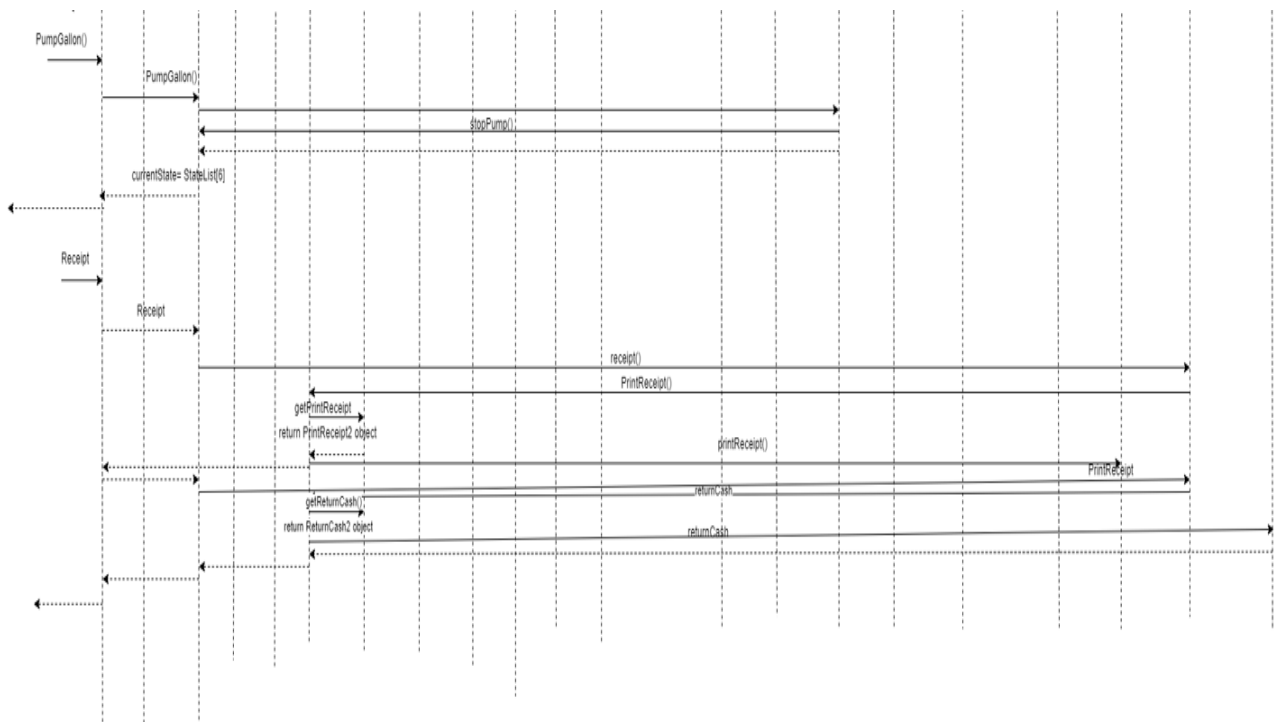 PumpGallon()
PumpGallon()
stopPump()
currentState= StateList[6]
Receipt
Receipt
receipt()
PrintReceipt()
getPrintReceipt
return PrintReceipt2 object
printReceipt()
PrintReceipt
returnCash
getReturnCash()
return ReturnCash2 object
returnCash